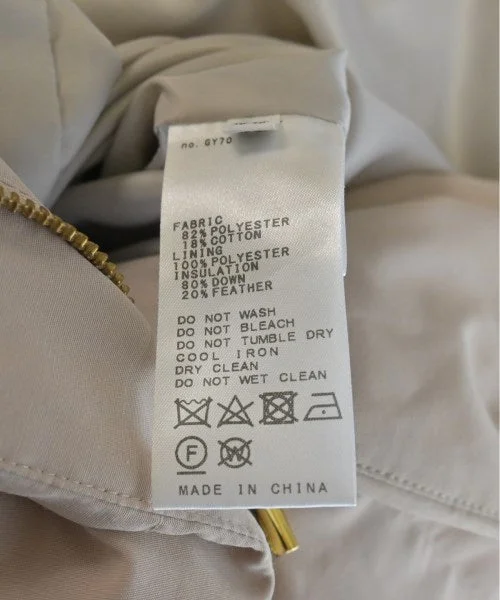 no. GY70
FABRIC
82% POLYESTER
18% COTTON
LINING
100% POLYESTER
INSULATION
80% DOWN
20% FEATHER
DO NOT WASH
DO NOT BLEACH
DO NOT TUMBLE DRY
COOL IRON
DRY CLEAN
DO NOT WET CLEAN
F W
MADE IN CHINA